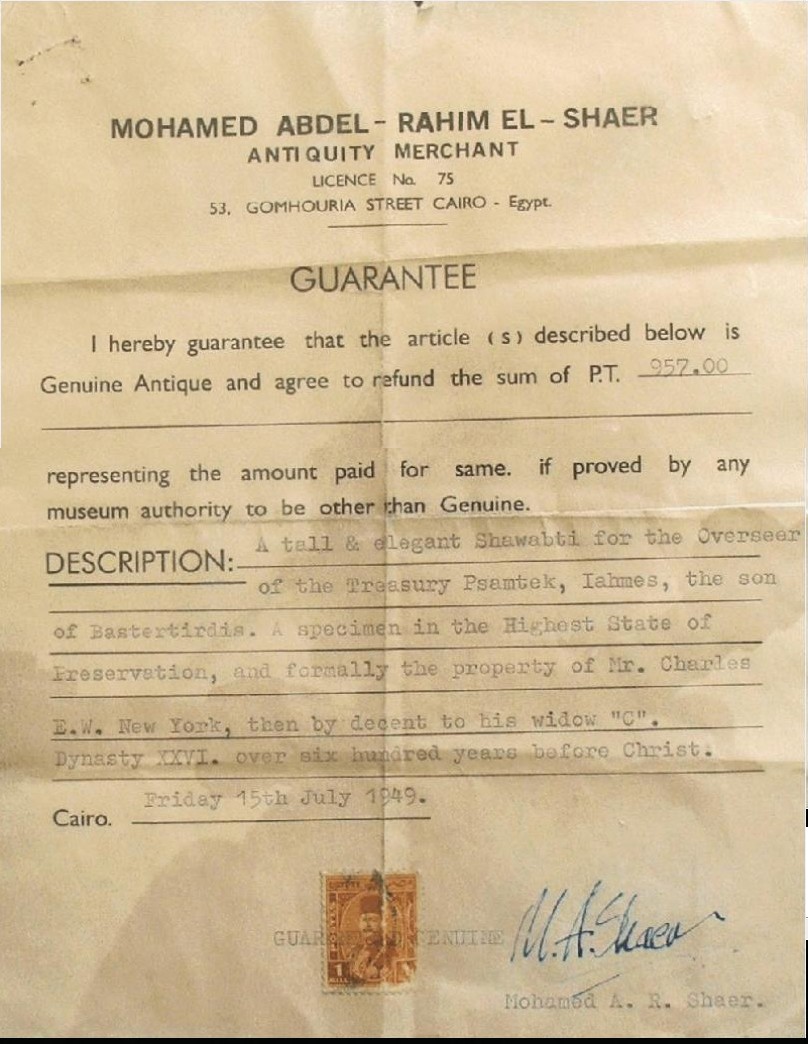 MOHAMED ABDEL - RAHIM EL - SHAER
ANTIQUITY MERCHANT
LICENCE No. 75
53, GOMHOURIA STREET CAIRO - Egypt.
GUARANTEE
I hereby guarantee that the article (s) described below is
Genuine Antique and agree to refund the sum of P.T. 957.00
representing the amount paid for same. if proved by any
museum authority to be other than Genuine.
DESCRIPTION: A tall & elegant Shawabti for the Overseer
of the Treasury Psamtek, Iahmes, the son
of Bastertirdis. A specimen in the Highest State of
Preservation, and formally the property of Mr. Charles
E.W. New York, then by decent to his widow "C".
Dynasty XXVI. over six hundred years before Christ.
Cairo. Friday 15th July 1949.
GUARANTEED GENUINE
M.A.Shaer
Mohamed A. R. Shaer.
POSTES
1